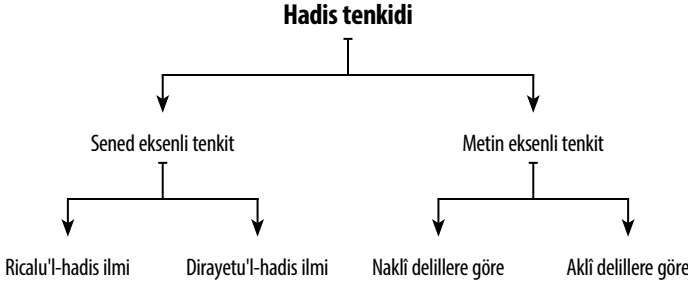 Hadis tenkidi
Sened eksenli tenkit
Metin eksenli tenkit
Ricalu'l-hadis ilmi
Dirayetu'l-hadis ilmi
Naklî delillere göre
Aklî delillere göre